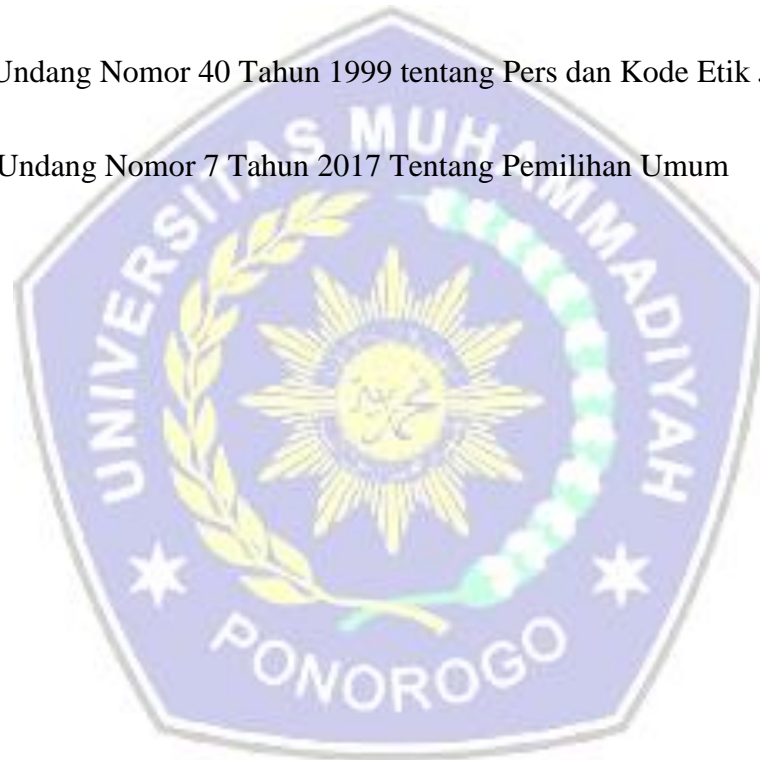 Undang Nomor 40 Tahun 1999 tentang Pers dan Kode Etik
Undang Nomor 7 Tahun 2017 Tentang Pemilihan Umum
UNIVERSITAS MUHAMMADIYAH
PONOROGO